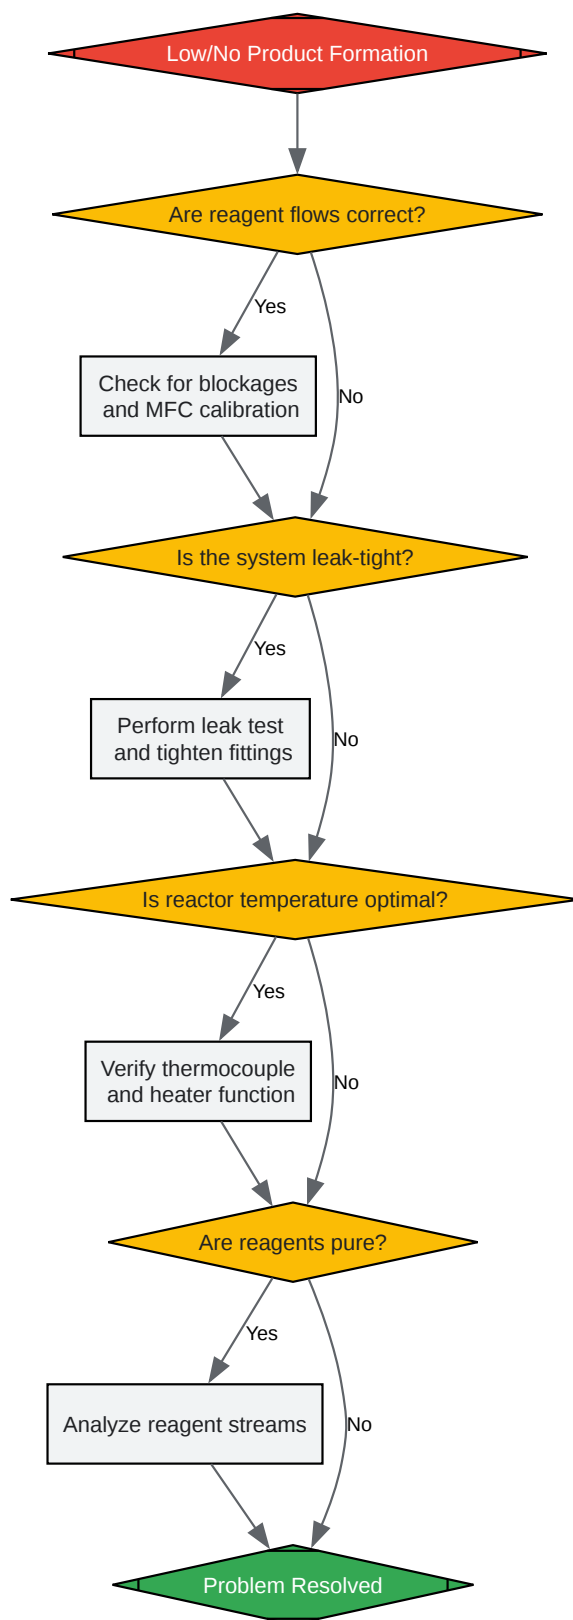 Low/No Product Formation
Are reagent flows correct?
Yes
Check for blockages
and MFC calibration
No
Is the system leak-tight?
Yes
Perform leak test
and tighten fittings
No
Is reactor temperature optimal?
Yes
Verify thermocouple
and heater function
No
Are reagents pure?
Yes
Analyze reagent streams
No
Problem Resolved